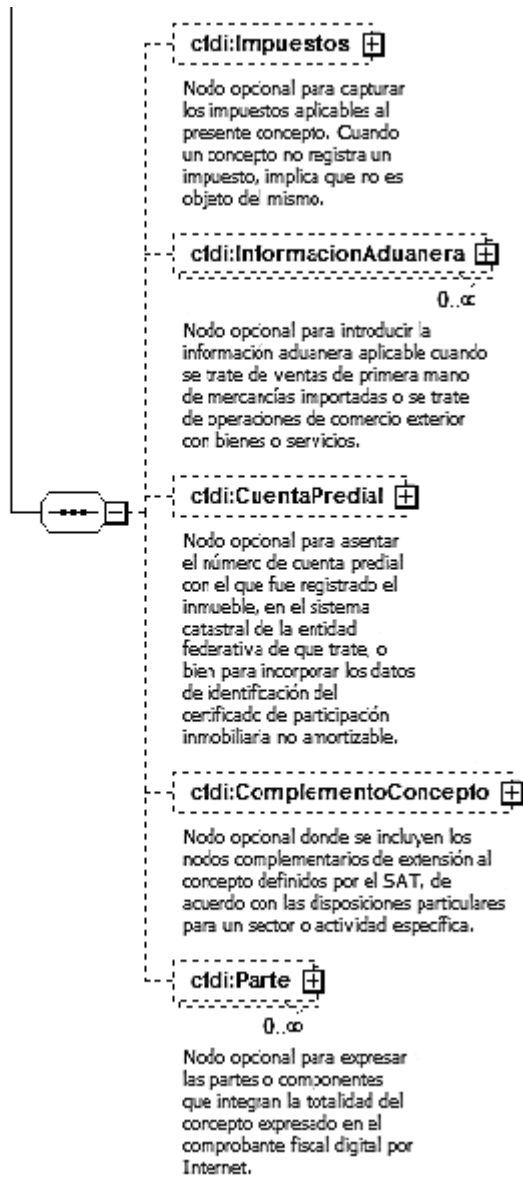 cfdi:Impuestos
Nodo opcional para capturar
los impuestos aplicables al
presente concepto. Cuando
un concepto no registra un
impuesto, implica que no es
objeto del mismo.
cfdi:InformacionAduanera
0..∞
Nodo opcional para introducir la
información aduanera aplicable cuando
se trate de ventas de primera mano
de mercancías importadas o se trate
de operaciones de comercio exterior
con bienes o servicios.
cfdi:CuentaPredial
Nodo opcional para asentar
el número de cuenta predial
con el que fue registrado el
inmueble, en el sistema
catastral de la entidad
federativa de que trate, o
bien para incorporar los datos
de identificación del
certificado de participación
inmobiliaria no amortizable.
cfdi:ComplementoConcepto
Nodo opcional donde se incluyen los
nodos complementarios de extensión al
concepto definidos por el SAT, de
acuerdo con las disposiciones particulares
para un sector o actividad específica.
cfdi:Parte
0..∞
Nodo opcional para expresar
las partes o componentes
que integran la totalidad del
concepto expresado en el
comprobante fiscal digital por
Internet.